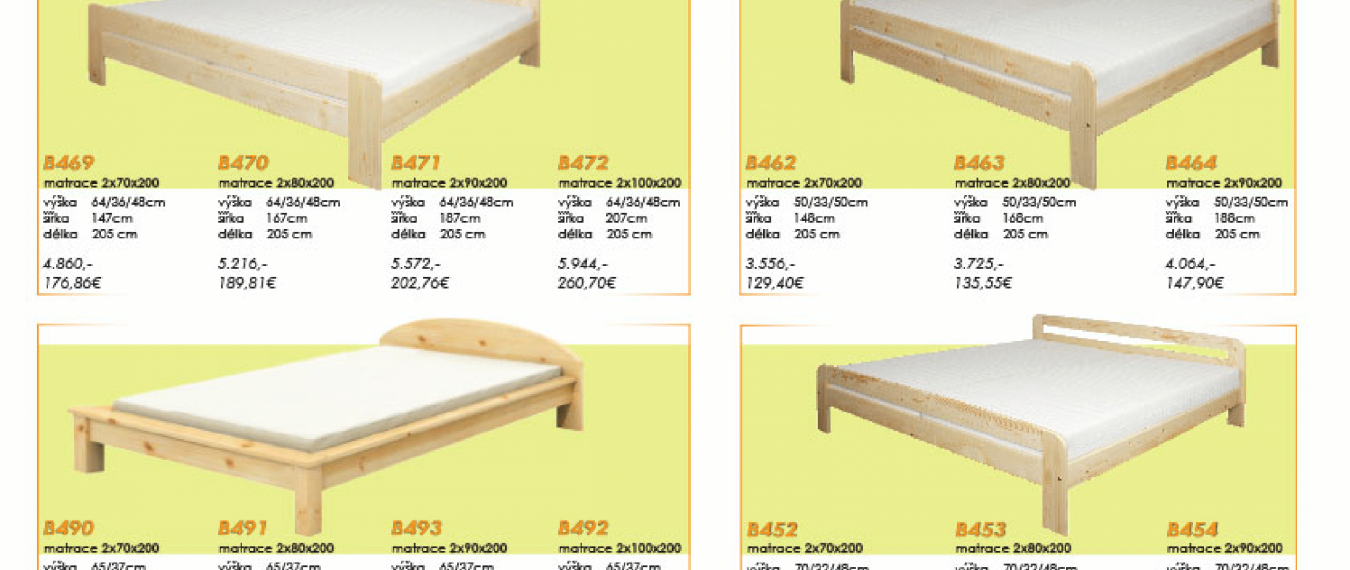 B469 B470 B471 B472
matrace 2x70x200 matrace 2x80x200 matrace 2x90x200 matrace 2x100x200
výška 64/36/48cm výška 64/36/48cm výška 64/36/48cm výška 64/36/48cm
šířka 147cm šířka 167cm šířka 187cm šířka 207cm
délka 205 cm délka 205 cm délka 205 cm délka 205 cm
4.860,- 5.216,- 5.572,- 5.944,-
176,86€ 189,81€ 202,76€ 260,70€
B462 B463 B464
matrace 2x70x200 matrace 2x80x200 matrace 2x90x200
výška 50/33/50cm výška 50/33/50cm výška 50/33/50cm
šířka 148cm šířka 168cm šířka 188cm
délka 205 cm délka 205 cm délka 205 cm
3.556,- 3.725,- 4.064,-
129,40€ 135,55€ 147,90€
B490 B491 B493 B492
matrace 2x70x200 matrace 2x80x200 matrace 2x90x200 matrace 2x100x200
výška 65/37cm výška 65/37cm výška 65/37cm výška 65/37cm
B452 B453 B454
matrace 2x70x200 matrace 2x80x200 matrace 2x90x200
výška 70/32/48cm výška 70/32/48cm výška 70/32/48cm